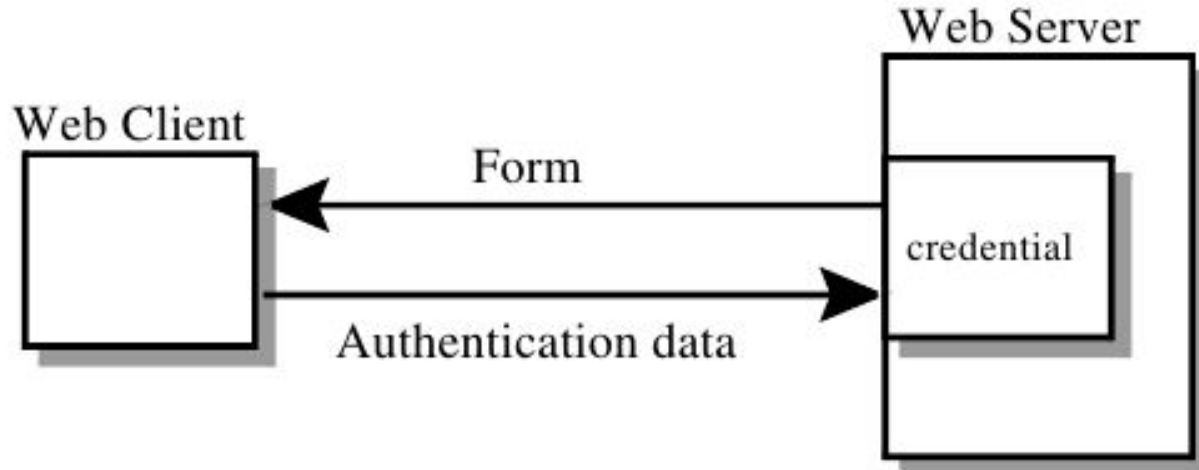 Web Server
Web Client
Form
credential
Authentication data